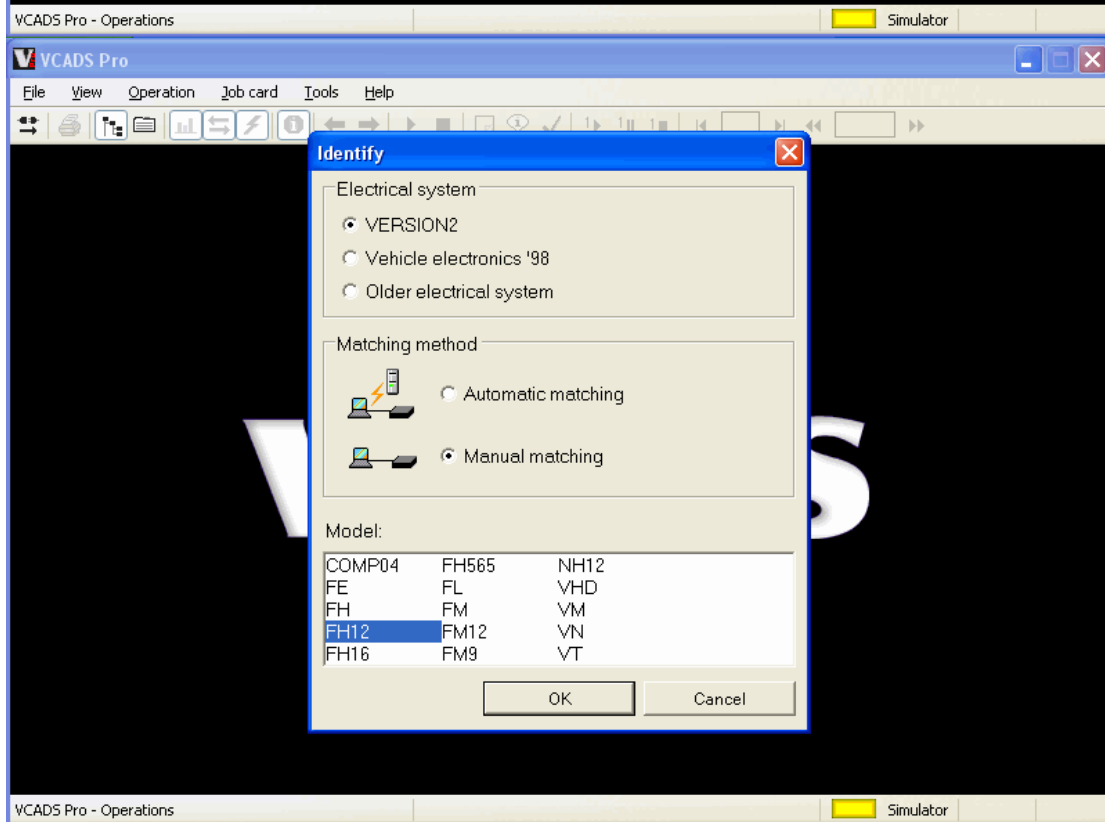 VCADS Pro - Operations Simulator
VCADS Pro
File View Operation Job card Tools Help
Identify
Electrical system
VERSION2
Vehicle electronics '98
Older electrical system
Matching method
Automatic matching
Manual matching
Model:
COMP04 FH565 NH12
FE FL VHD
FH FM VM
FH12 FM12 VN
FH16 FM9 VT
OK Cancel
VCADS Pro - Operations Simulator